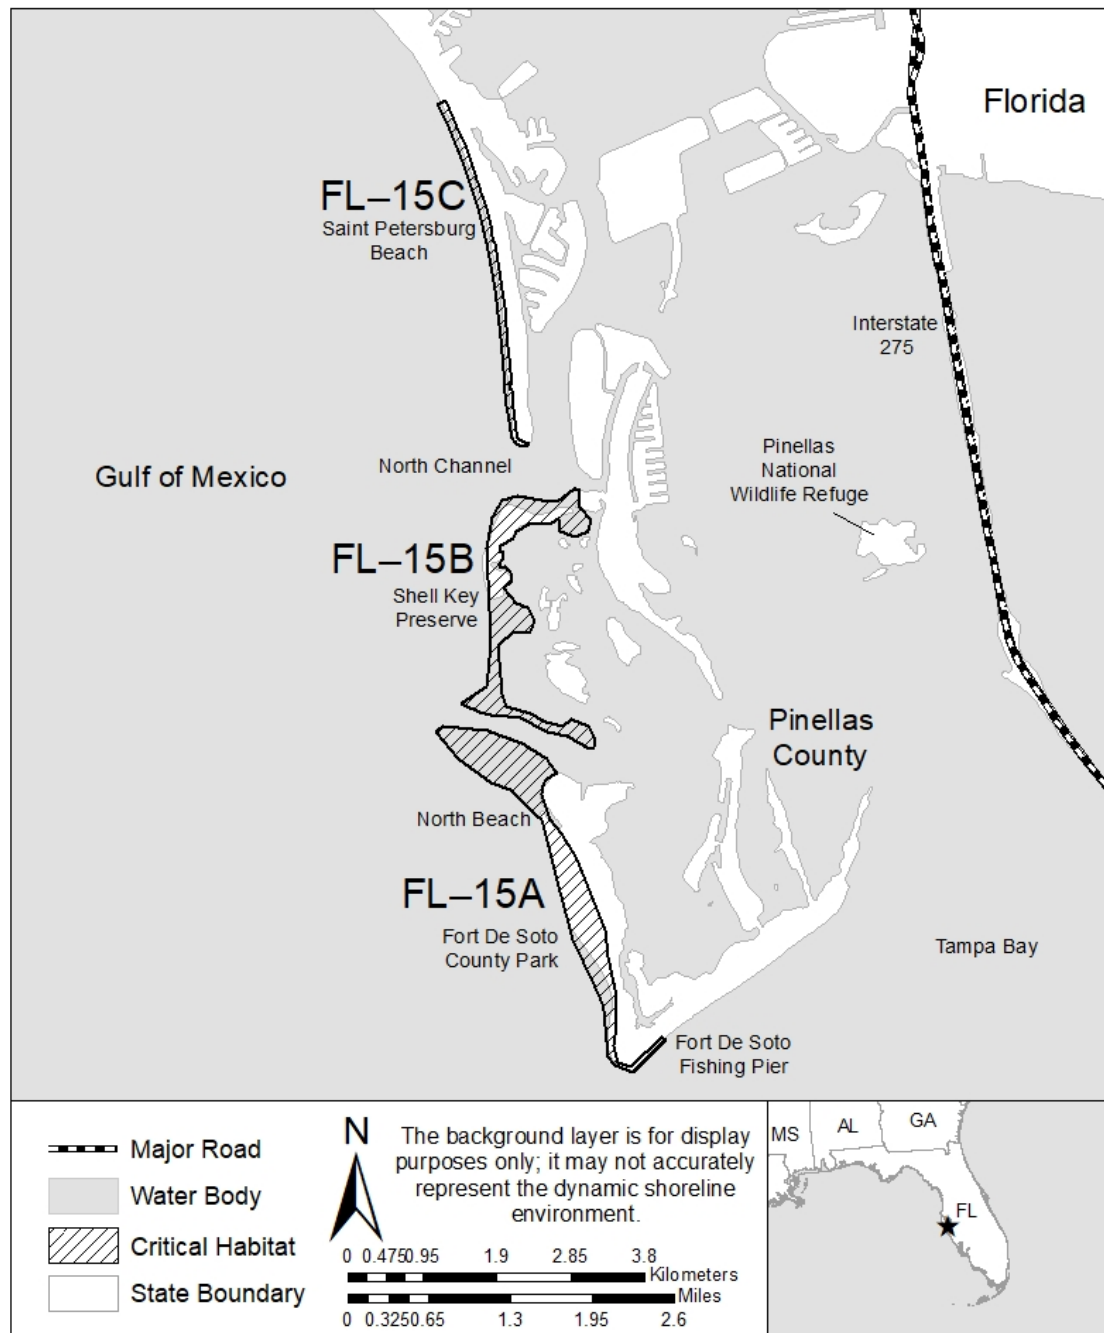 Florida
FL–15C
Saint Petersburg
Beach
Interstate
275
North Channel
Gulf of Mexico
Pinellas
National
Wildlife Refuge
FL–15B
Shell Key
Preserve
Pinellas
County
North Beach
FL–15A
Fort De Soto
County Park
Tampa Bay
Fort De Soto
Fishing Pier
Major Road
Water Body
Critical Habitat
State Boundary
N
The background layer is for display
purposes only; it may not accurately
represent the dynamic shoreline
environment.
0 0.475 0.95 1.9 2.85 3.8
Kilometers
Miles
0 0.325 0.65 1.3 1.95 2.6
MS
AL
GA
FL